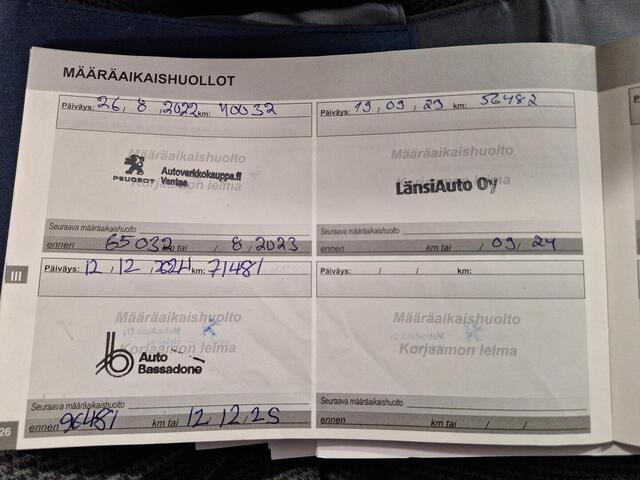 MÄÄRÄAIKAISHUOLLOT
Päiväys: 26, 8, 2022 km: 40032
Määräaikaishuolto
PEUGEOT Autoverkkokauppa.fi
Vantaa
Korjaamon leima
Seuraava määräaikaishuolto
ennen 65032 km tai / 8, 2023
Päiväys: 19, 09, 23 km: 56482
Määräaikaishuolto
LänsiAuto Oy
Korjaamon leima
Seuraava määräaikaishuolto
ennen km tai / 09, 24
III
Päiväys: 12, 12, 2024 km: 71481
Määräaikaishuolto
Auto
Bassadone
Korjaamon leima
Seuraava määräaikaishuolto
ennen 96481 km tai 12, 12, 25
Päiväys: / / km:
Määräaikaishuolto
Korjaamon leima
Seuraava määräaikaishuolto
ennen km tai / /
26